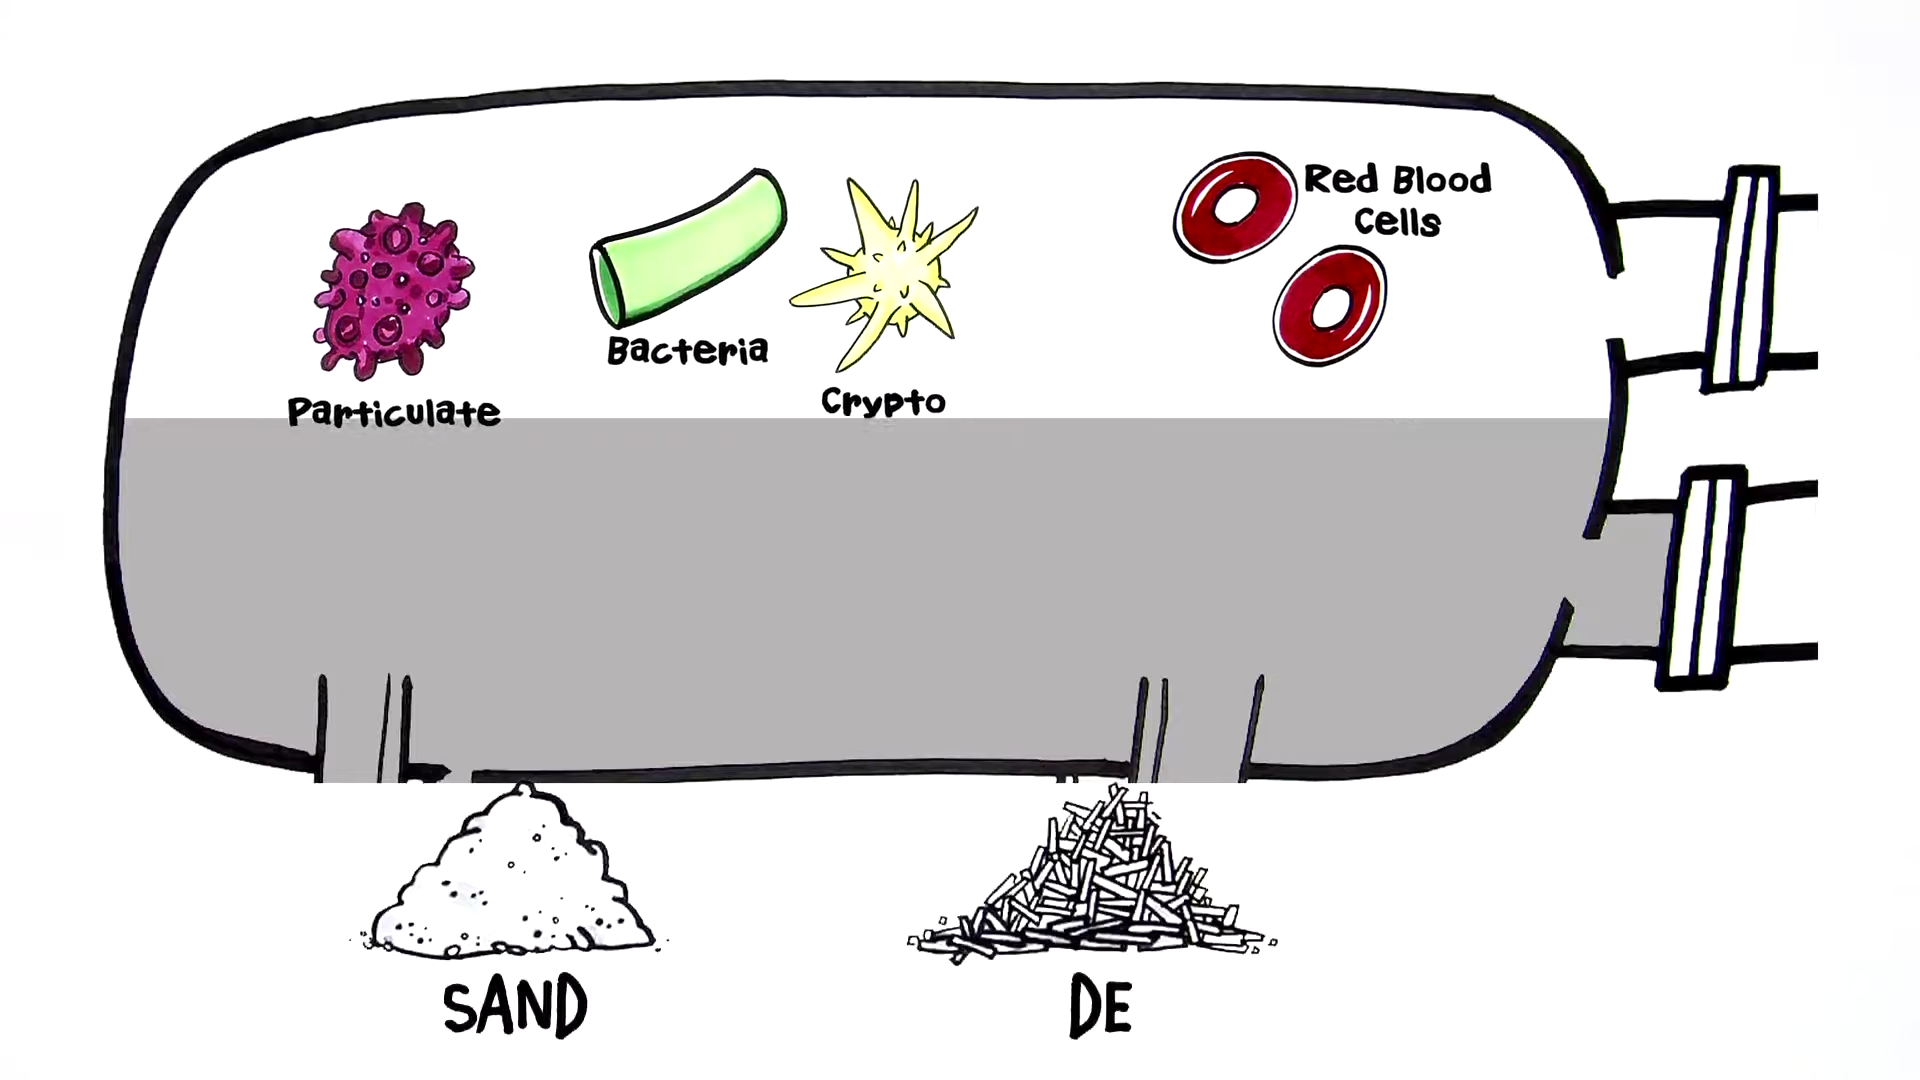 Red Blood
Cells
Bacteria
Crypto
Particulate
SAND
DE